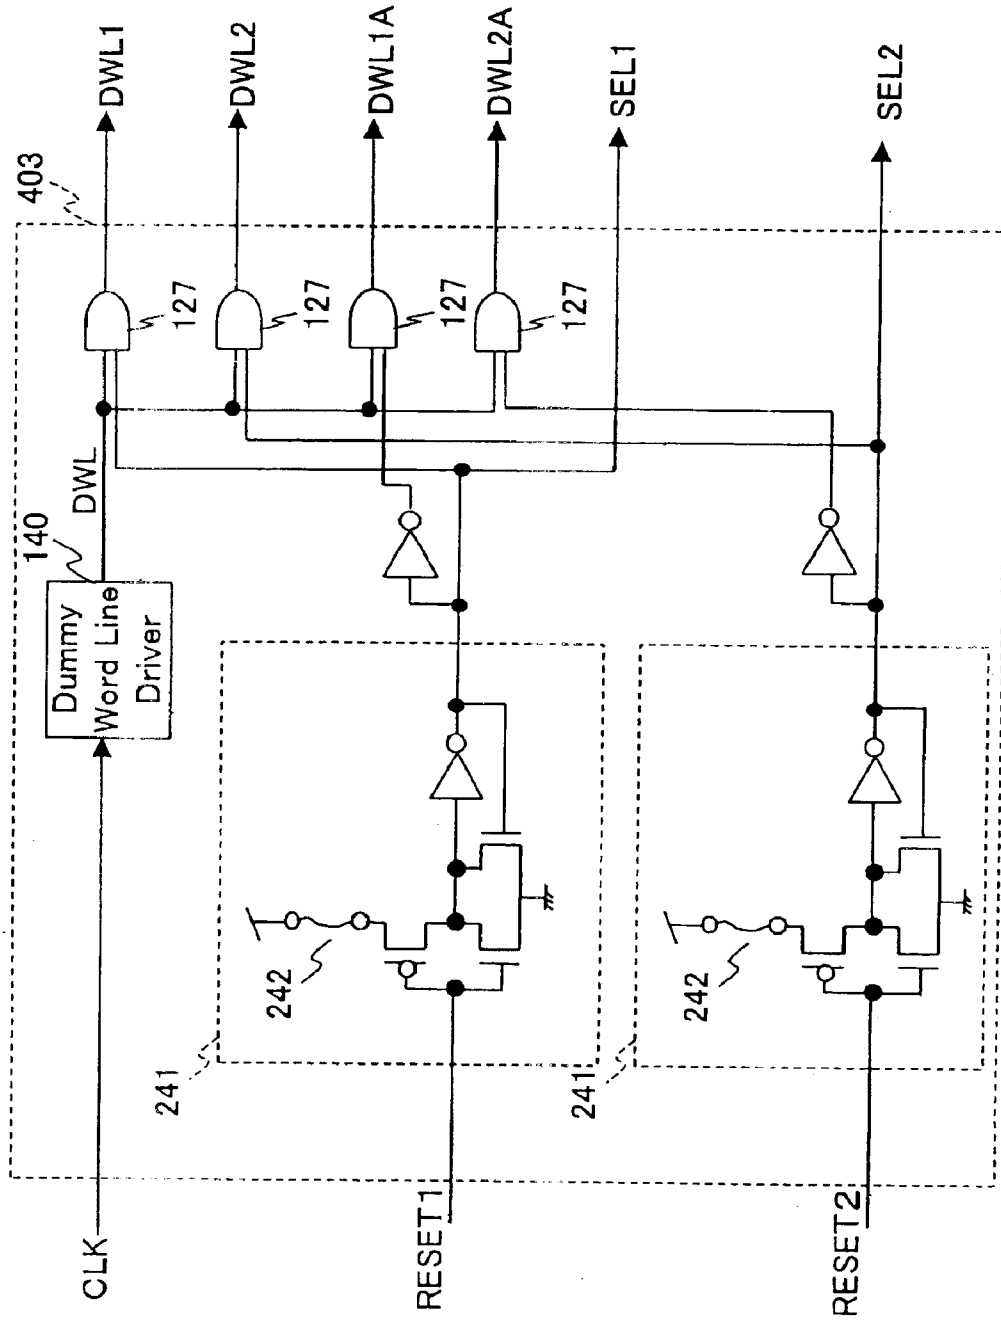 403
DWL1
DWL2
DWL1A
DWL2A
SEL1
SEL2
127
127
127
127
DWL
140
Dummy
Word Line
Driver
242
242
241
241
CLK
RESET1
RESET2